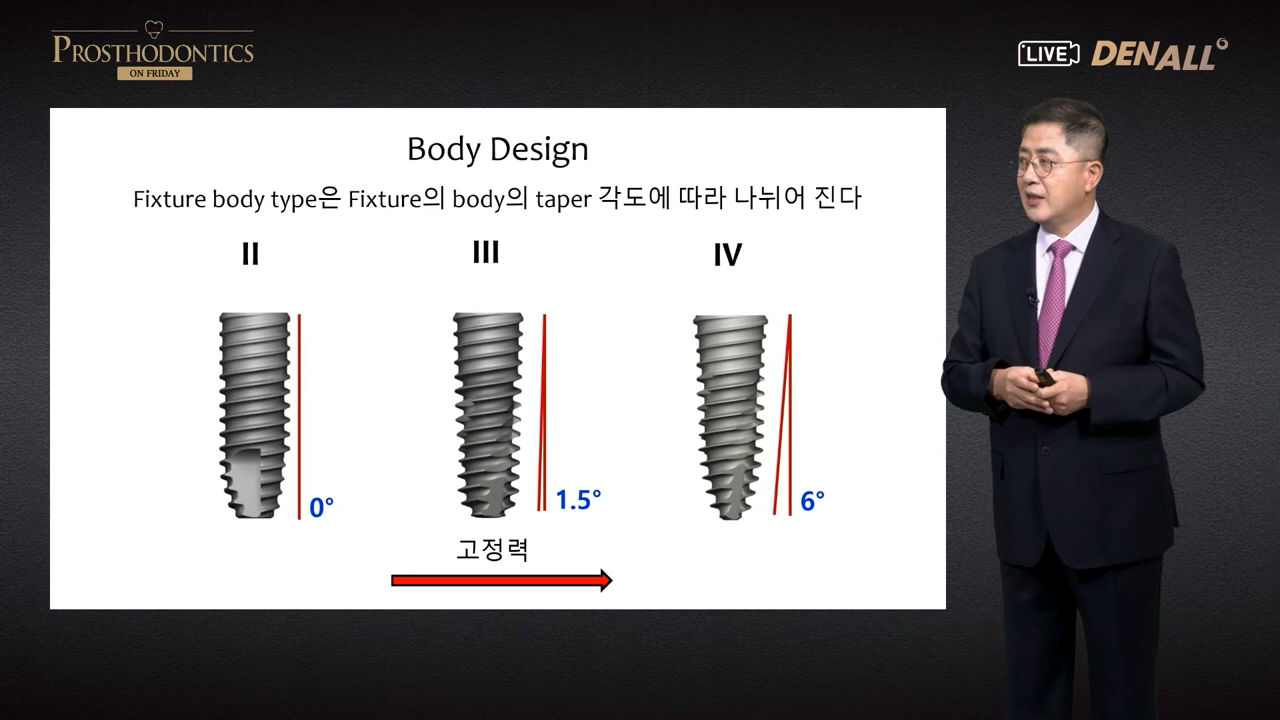 PROSTHODONTICS
ON FRIDAY
LIVE
DENALL
Body Design
Fixture body type은 Fixture의 body의 taper 각도에 따라 나뉘어 진다
II
III
IV
0°
1.5°
6°
고정력